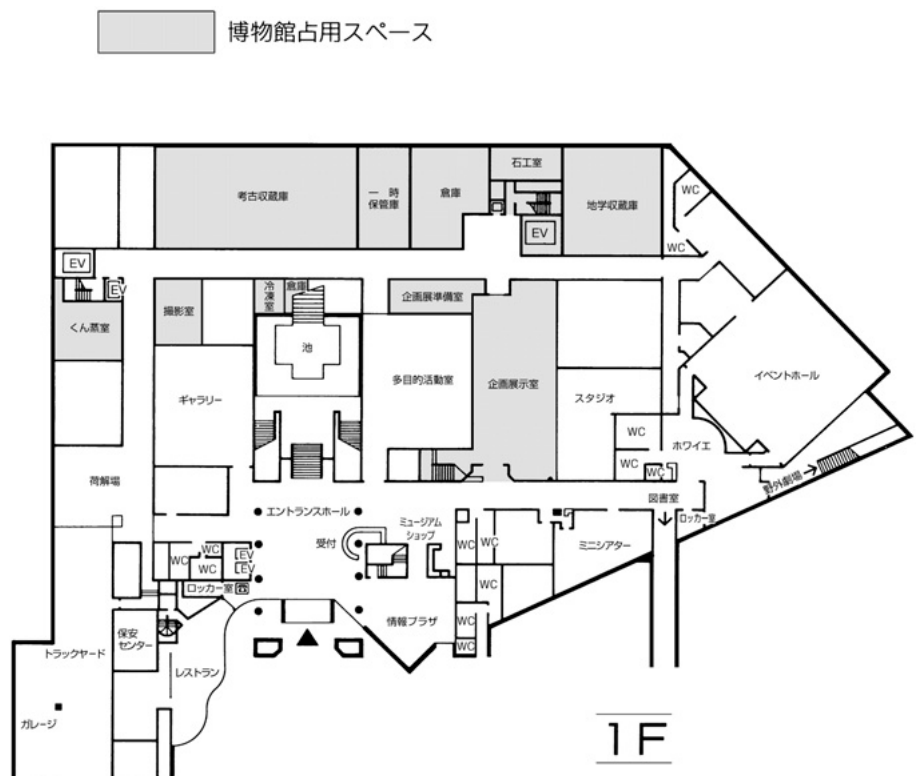 博物館占用スペース
石工室
考古収蔵庫
一時
保管庫
倉庫
地学収蔵庫
WC
EV
WC
EV
EV
冷凍室
倉庫
企画展準備室
撮影室
くん蒸室
池
多目的活動室
企画展示室
イベントホール
ギャラリー
スタジオ
WC
ホワイエ
WC
WC
荷解場
野外劇場
図書室
エントランスホール
ミュージアム
ショップ
ロッカー室
受付
WC
WC
ミニシアター
WC
EV
WC
WC
EV
ロッカー室
WC
情報プラザ
WC
保安
センター
WC
トラックヤード
レストラン
ガレージ
1F